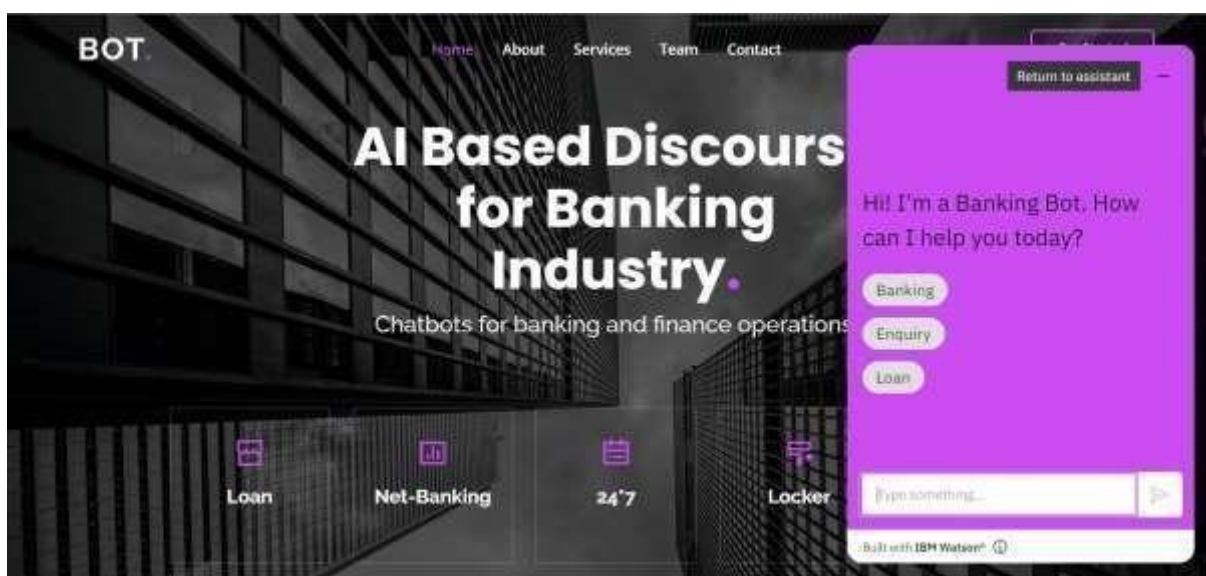 BOT.
Home About Services Team Contact
Return to assistant
AI Based Discours
for Banking
Industry.
Chatbots for banking and finance operations
Hi! I'm a Banking Bot. How
can I help you today?
Banking
Enquiry
Loan
Loan
Net-Banking
24*7
Locker
Type something...
Built with IBM Watson®